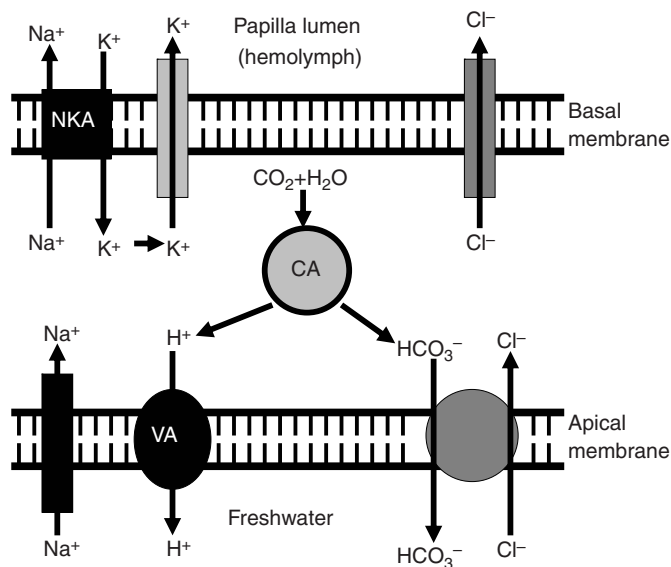 Na⁺ K⁺ K⁺ Papilla lumen Cl⁻
(hemolymph)
NKA
Basal
membrane
CO₂+H₂O
Na⁺ K⁺ K⁺ Cl⁻
CA
Na⁺ H⁺ HCO₃⁻ Cl⁻
VA
Apical
membrane
Freshwater
Na⁺ H⁺ HCO₃⁻ Cl⁻